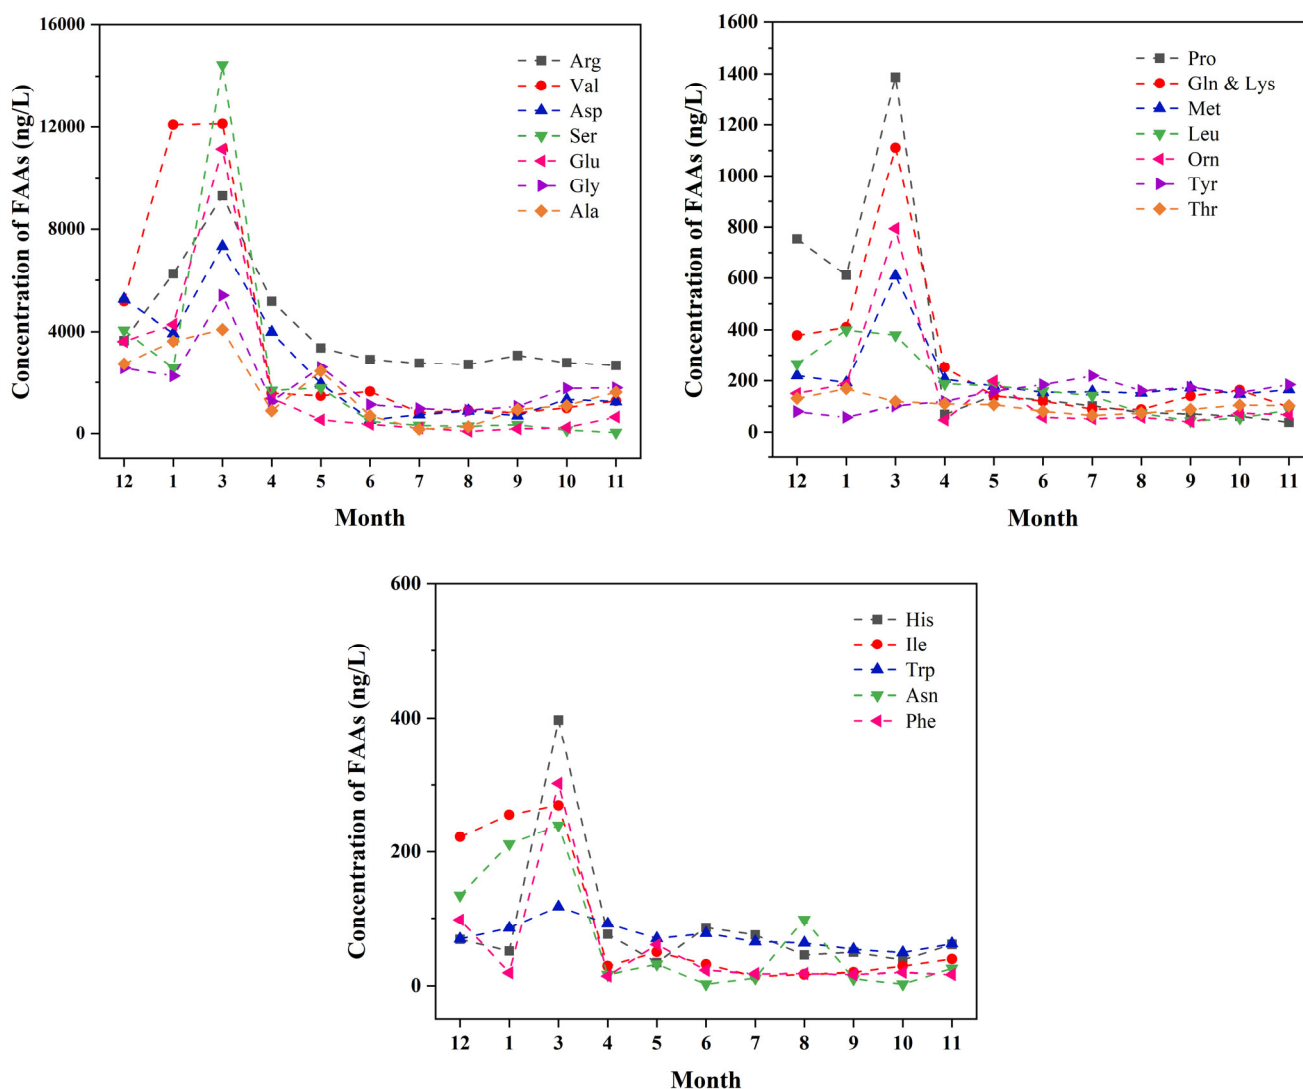 16000
12000
8000
4000
0
Concentration of FAAs (ng/L)
Arg
Val
Asp
Ser
Glu
Gly
Ala
12 1 3 4 5 6 7 8 9 10 11
Month
1600
1400
1200
1000
800
600
400
200
0
Concentration of FAAs (ng/L)
Pro
Gln & Lys
Met
Leu
Orn
Tyr
Thr
12 1 3 4 5 6 7 8 9 10 11
Month
600
400
200
0
Concentration of FAAs (ng/L)
His
Ile
Trp
Asn
Phe
12 1 3 4 5 6 7 8 9 10 11
Month